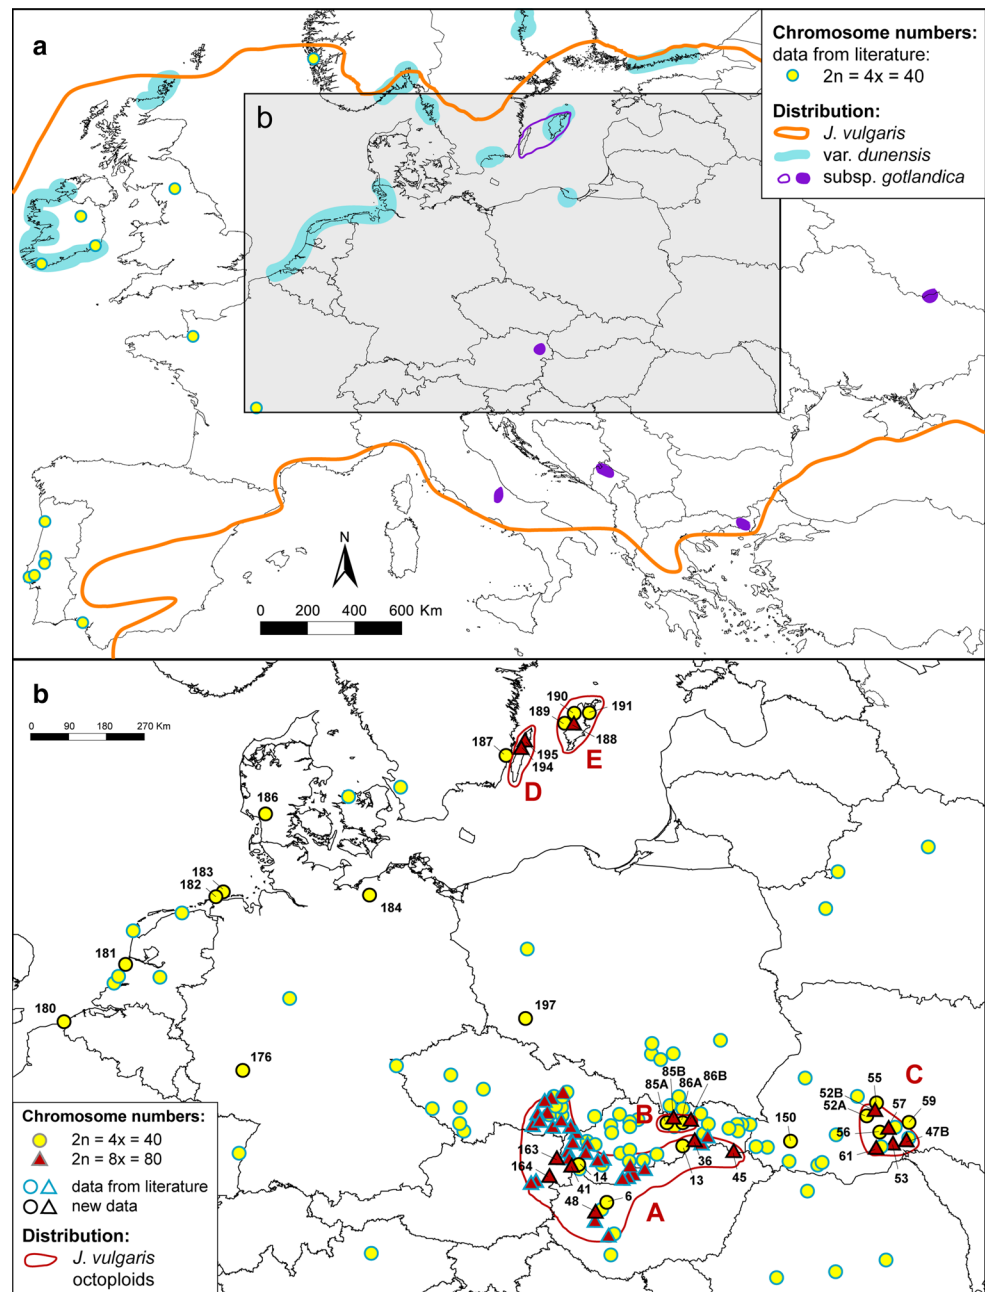 a
Chromosome numbers:
data from literature:
2n = 4x = 40
Distribution:
J. vulgaris
var. dunensis
subsp. gotlandica
b
N
0 200 400 600 Km
b
0 90 180 270 Km
190
191
189
188
187
195
194
E
D
186
183
182
184
181
180
197
176
85B
86B
85A
86A
B
55
C
52B
57
59
52A
150
56
47B
163
36
61
164
14
13
45
53
41
6
48
A
Chromosome numbers:
2n = 4x = 40
2n = 8x = 80
data from literature
new data
Distribution:
J. vulgaris
octoploids